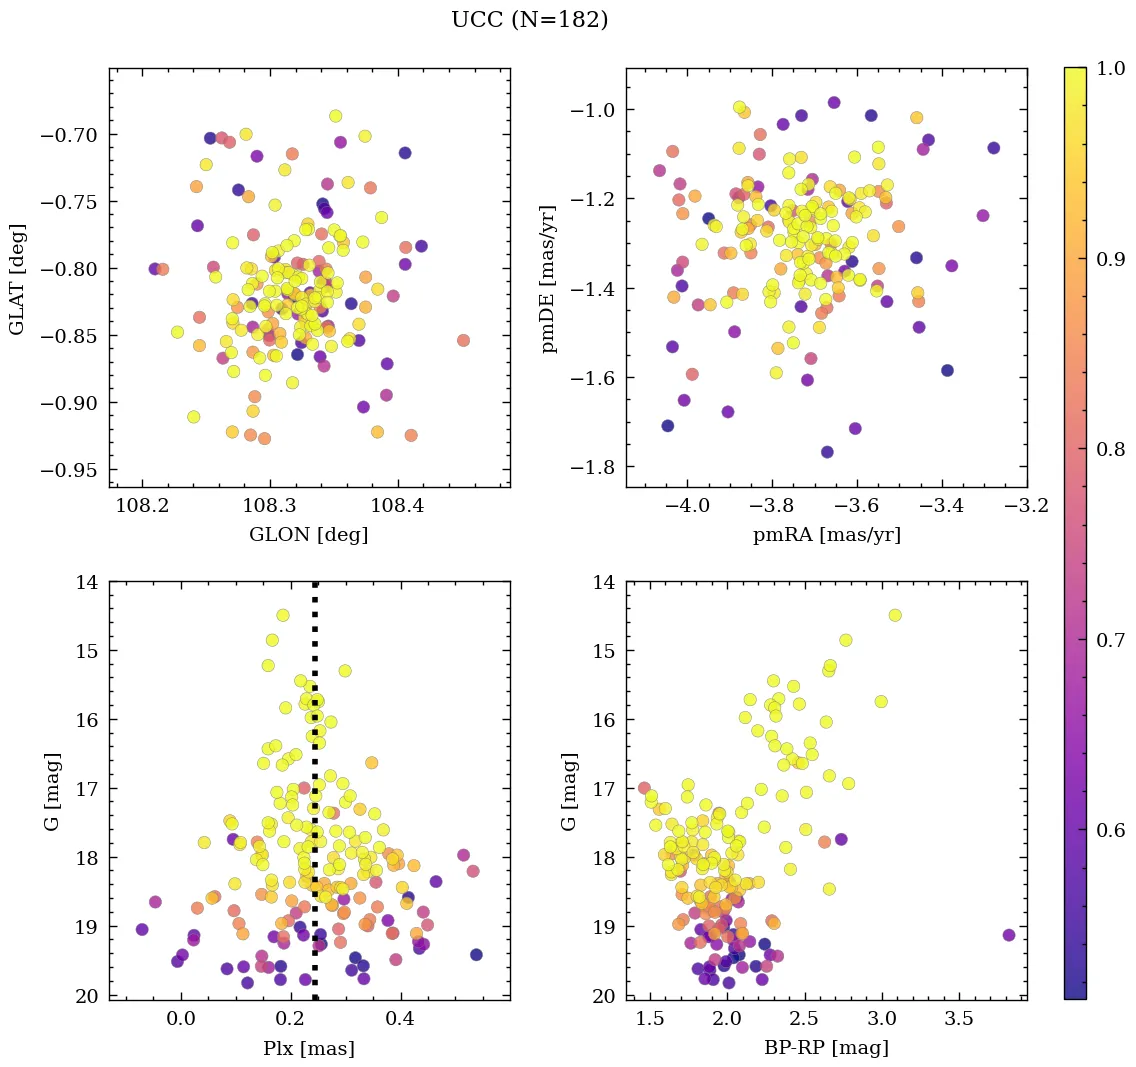 UCC (N=182)
−0.70
−0.75
−0.80
−0.85
−0.90
−0.95
GLAT [deg]
108.2 108.3 108.4
GLON [deg]
−1.0
−1.2
−1.4
−1.6
−1.8
pmDE [mas/yr]
−4.0 −3.8 −3.6 −3.4 −3.2
pmRA [mas/yr]
14
15
16
17
18
19
20
G [mag]
0.0 0.2 0.4
Plx [mas]
14
15
16
17
18
19
20
G [mag]
1.5 2.0 2.5 3.0 3.5
BP-RP [mag]
1.0
0.9
0.8
0.7
0.6